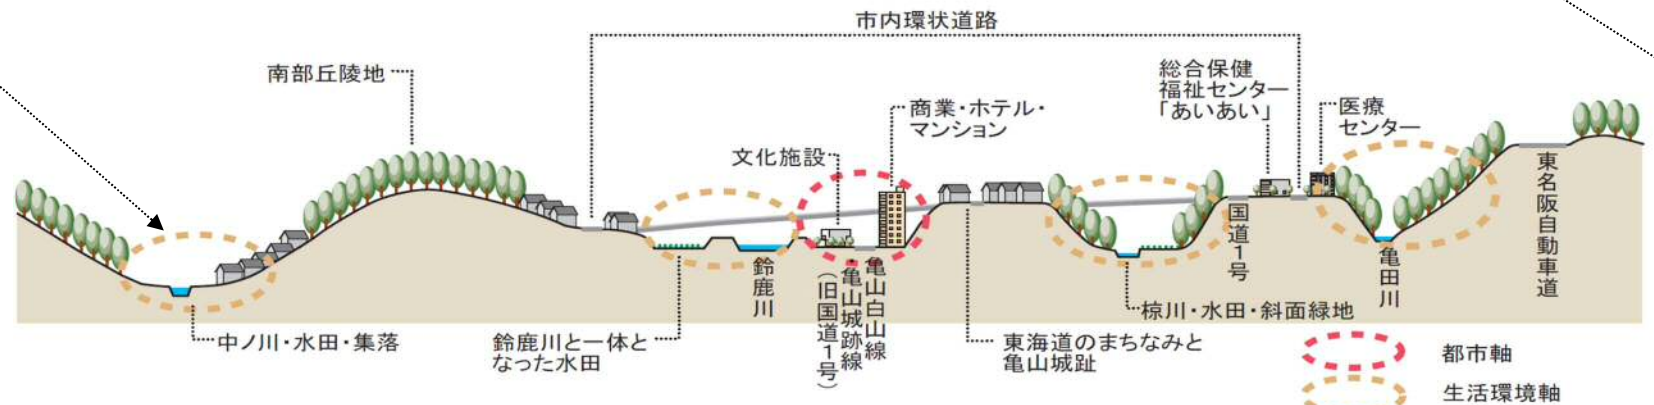 市内環状道路
南部丘陵地
総合保健
福祉センター
「あいあい」
商業・ホテル・
マンション
医療
センター
文化施設
東名阪自動車道
国道1号
鈴鹿川
亀山白山線
・亀山城跡線
(旧国道1号)
亀田川
椋川・水田・斜面緑地
中ノ川・水田・集落
鈴鹿川と一体と
なった水田
東海道のまちなみと
亀山城趾
都市軸
生活環境軸